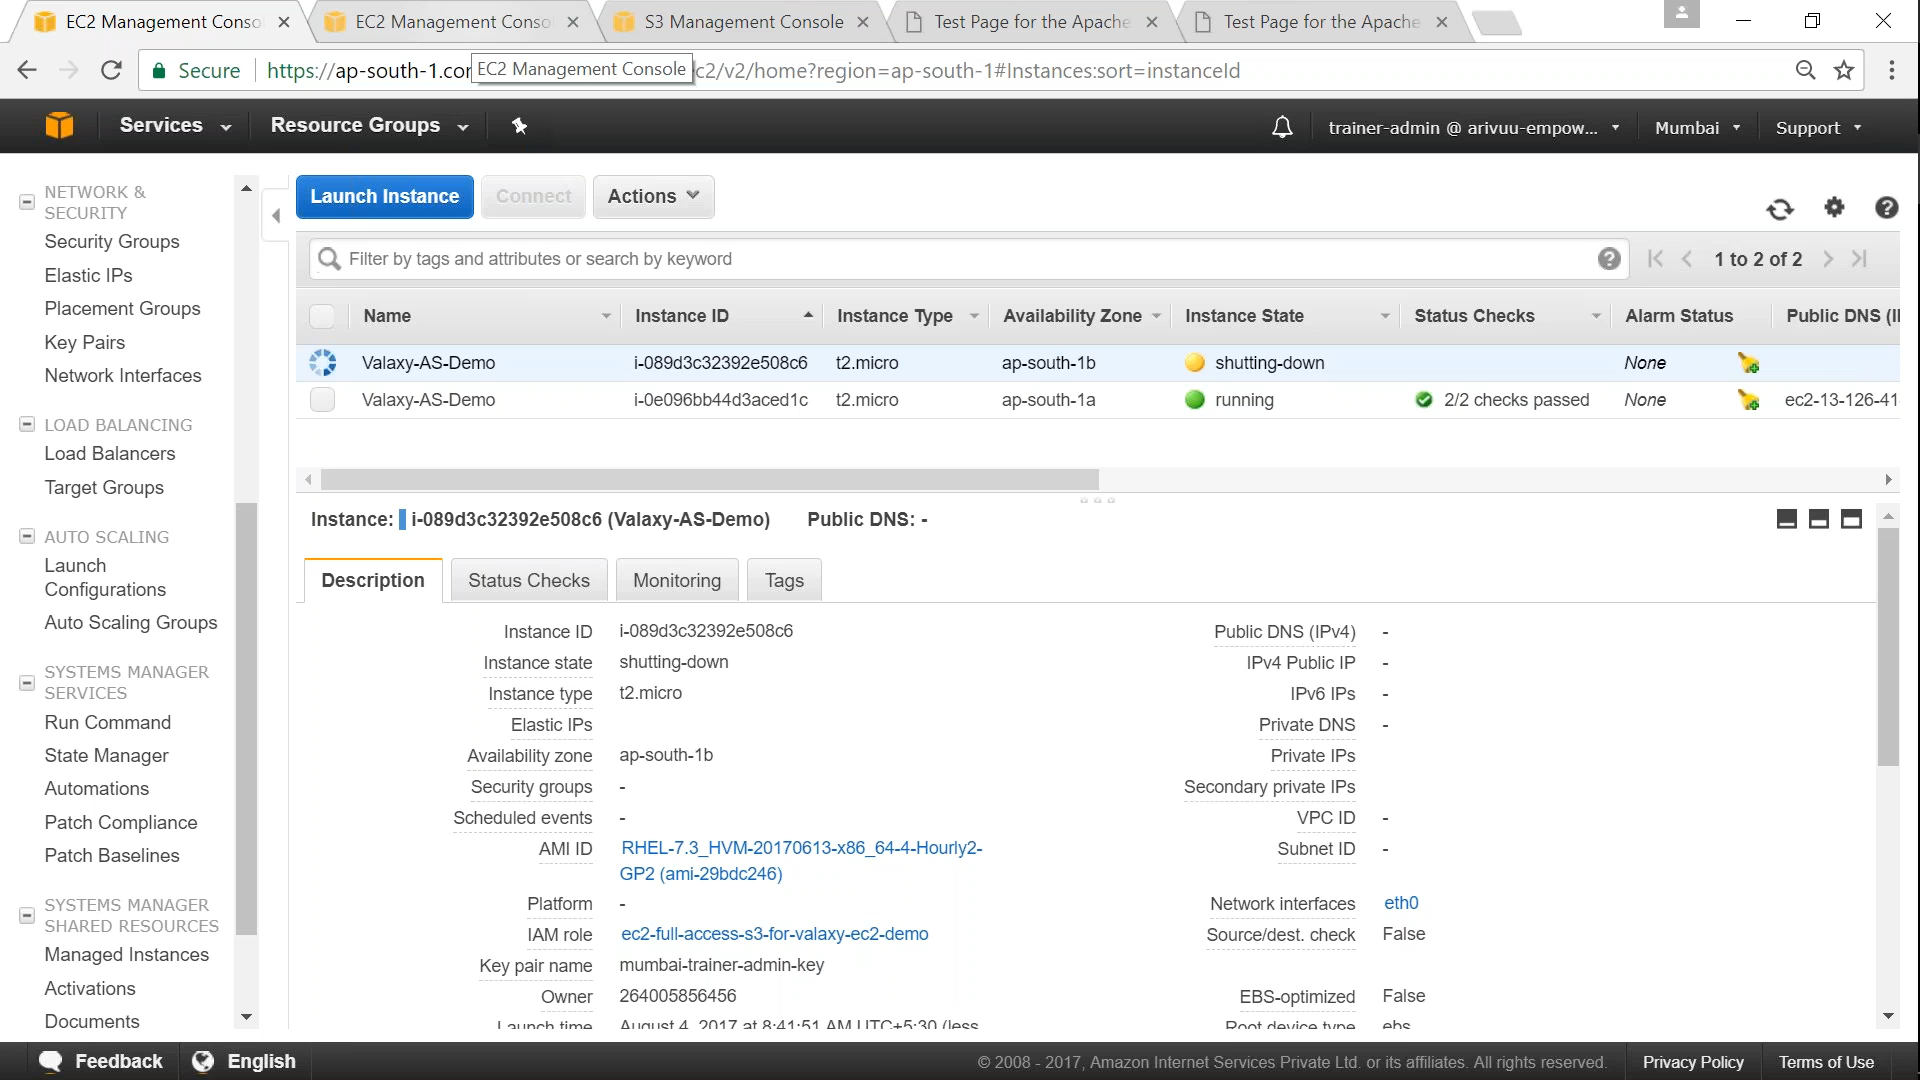 EC2 Management Conso
EC2 Management Conso
S3 Management Console
Test Page for the Apache
Test Page for the Apache
Secure
https://ap-south-1.con
EC2 Management Console
c2/v2/home?region=ap-south-1#Instances:sort=instanceId
Services
Resource Groups
trainer-admin @ arivuu-empow...
Mumbai
Support
NETWORK &
SECURITY
Security Groups
Elastic IPs
Placement Groups
Key Pairs
Network Interfaces
LOAD BALANCING
Load Balancers
Target Groups
AUTO SCALING
Launch
Configurations
Auto Scaling Groups
SYSTEMS MANAGER
SERVICES
Run Command
State Manager
Automations
Patch Compliance
Patch Baselines
SYSTEMS MANAGER
SHARED RESOURCES
Managed Instances
Activations
Documents
Launch Instance
Connect
Actions
Filter by tags and attributes or search by keyword
1 to 2 of 2
Name Instance ID Instance Type Availability Zone Instance State Status Checks Alarm Status Public DNS (I
Valaxy-AS-Demo i-089d3c32392e508c6 t2.micro ap-south-1b shutting-down None
Valaxy-AS-Demo i-0e096bb44d3aced1c t2.micro ap-south-1a running 2/2 checks passed None ec2-13-126-41
Instance: i-089d3c32392e508c6 (Valaxy-AS-Demo) Public DNS: -
Description
Status Checks
Monitoring
Tags
Instance ID i-089d3c32392e508c6 Public DNS (IPv4) -
Instance state shutting-down IPv4 Public IP -
Instance type t2.micro IPv6 IPs -
Elastic IPs Private DNS -
Availability zone ap-south-1b Private IPs
Security groups - Secondary private IPs
Scheduled events - VPC ID -
AMI ID RHEL-7.3_HVM-20170613-x86_64-4-Hourly2- Subnet ID -
GP2 (ami-29bdc246)
Platform - Network interfaces eth0
IAM role ec2-full-access-s3-for-valaxy-ec2-demo Source/dest. check False
Key pair name mumbai-trainer-admin-key
Owner 264005856456 EBS-optimized False
Launch time August 4, 2017 at 8:41:51 AM UTC+5:30 (less Root device type ebs
Feedback
English
© 2008 - 2017, Amazon Internet Services Private Ltd. or its affiliates. All rights reserved.
Privacy Policy
Terms of Use